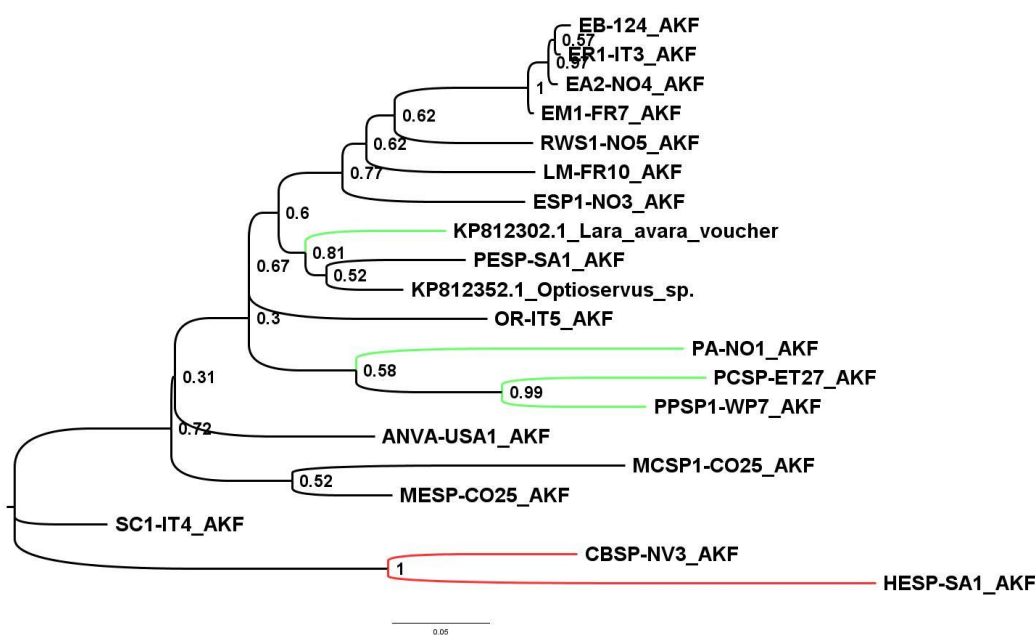 EB-124_AKF
0.57
ER1-IT3_AKF
0.97
EA2-NO4_AKF
1
EM1-FR7_AKF
0.62
RWS1-NO5_AKF
0.62
LM-FR10_AKF
0.77
ESP1-NO3_AKF
0.6
KP812302.1_Lara_avara_voucher
0.81
PESP-SA1_AKF
0.67
0.52
KP812352.1_Optioservus_sp.
0.3
OR-IT5_AKF
PA-NO1_AKF
0.58
0.31
PCSP-ET27_AKF
0.99
PPSP1-WP7_AKF
0.72
ANVA-USA1_AKF
MCSP1-CO25_AKF
0.52
MESP-CO25_AKF
SC1-IT4_AKF
CBSP-NV3_AKF
1
HESP-SA1_AKF
0.05